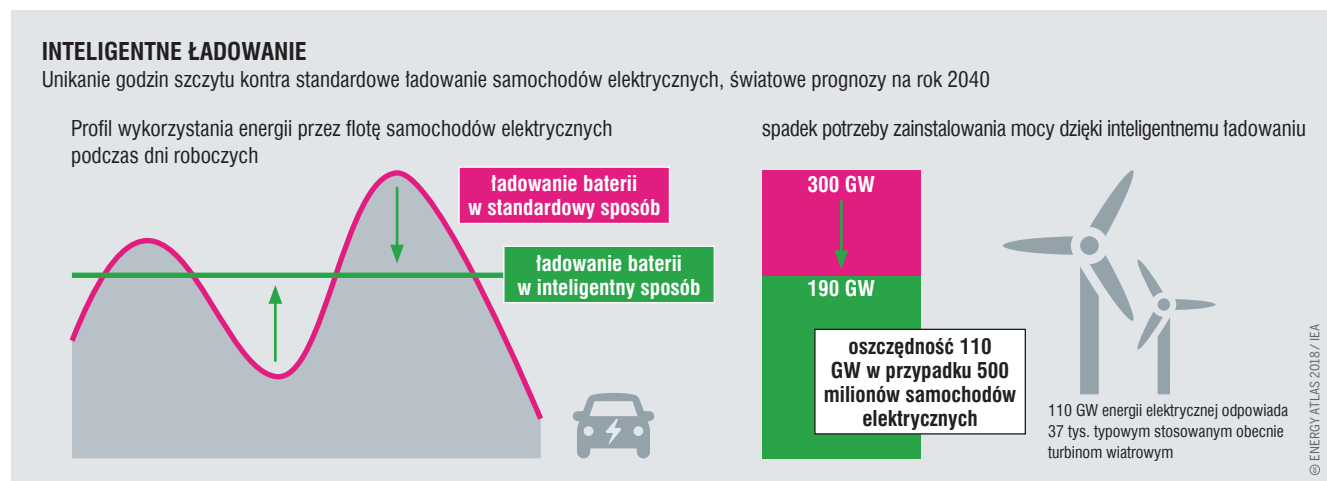 INTELIGENTNE ŁADOWANIE
Unikanie godzin szczytu kontra standardowe ładowanie samochodów elektrycznych, światowe prognozy na rok 2040
Profil wykorzystania energii przez flotę samochodów elektrycznych
podczas dni roboczych
ładowanie baterii
w standardowy sposób
ładowanie baterii
w inteligentny sposób
spadek potrzeby zainstalowania mocy dzięki inteligentnemu ładowaniu
300 GW
190 GW
oszczędność 110
GW w przypadku 500
milionów samochodów
elektrycznych
110 GW energii elektrycznej odpowiada
37 tys. typowym stosowanym obecnie
turbinom wiatrowym
cc ENERGY ATLAS 2018/ IEA